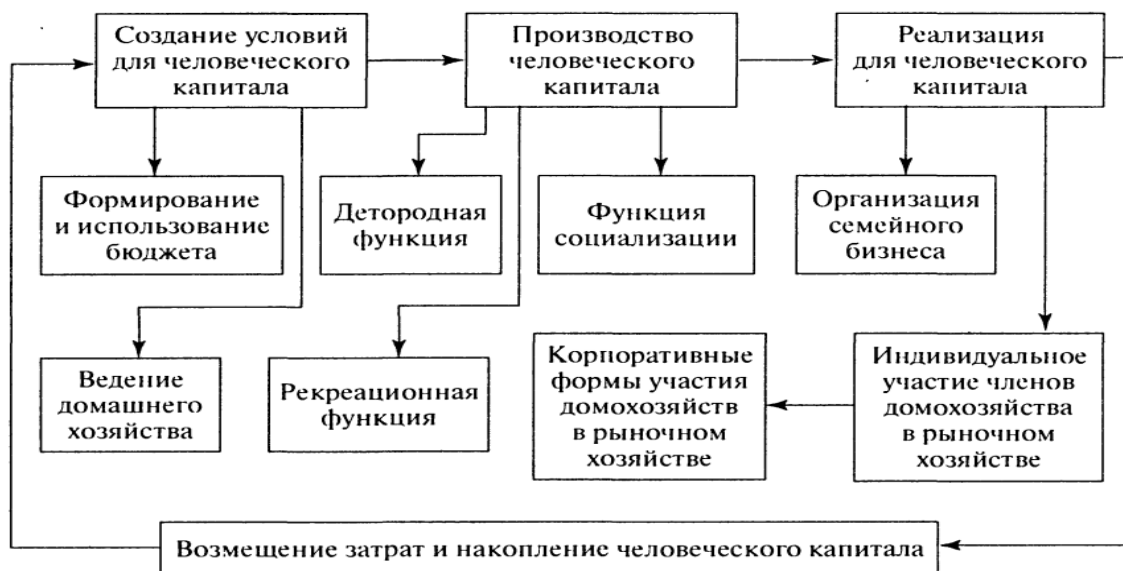 Создание условий
для человеческого
капитала
Производство
человеческого
капитала
Реализация
для человеческого
капитала
Формирование
и использование
бюджета
Детородная
функция
Функция
социализации
Организация
семейного
бизнеса
Ведение
домашнего
хозяйства
Рекреационная
функция
Корпоративные
формы участия
домохозяйств
в рыночном
хозяйстве
Индивидуальное
участие членов
домохозяйства
в рыночном
хозяйстве
Возмещение затрат и накопление человеческого капитала